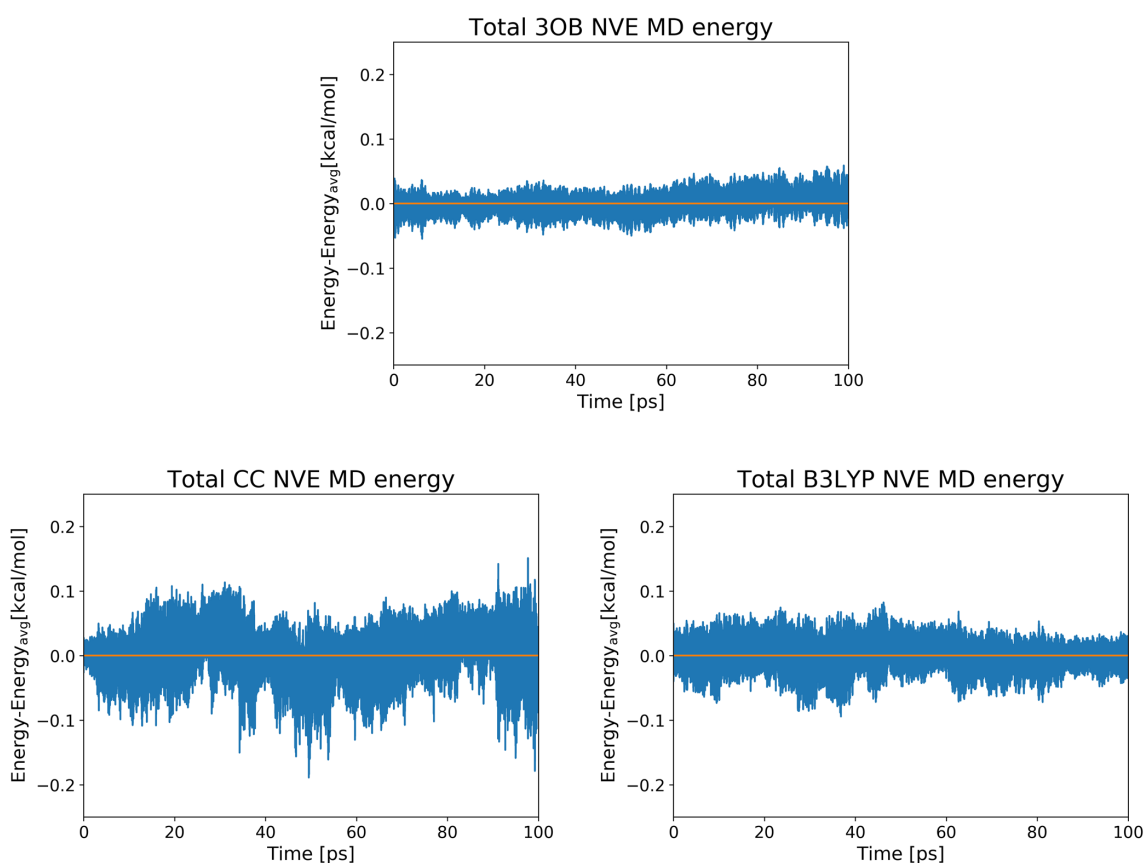 Total 3OB NVE MD energy
Energy-Energyavg[kcal/mol]
0.2
0.1
0.0
−0.1
−0.2
0 20 40 60 80 100
Time [ps]
Total CC NVE MD energy
Energy-Energyavg[kcal/mol]
0.2
0.1
0.0
−0.1
−0.2
0 20 40 60 80 100
Time [ps]
Total B3LYP NVE MD energy
Energy-Energyavg[kcal/mol]
0.2
0.1
0.0
−0.1
−0.2
0 20 40 60 80 100
Time [ps]